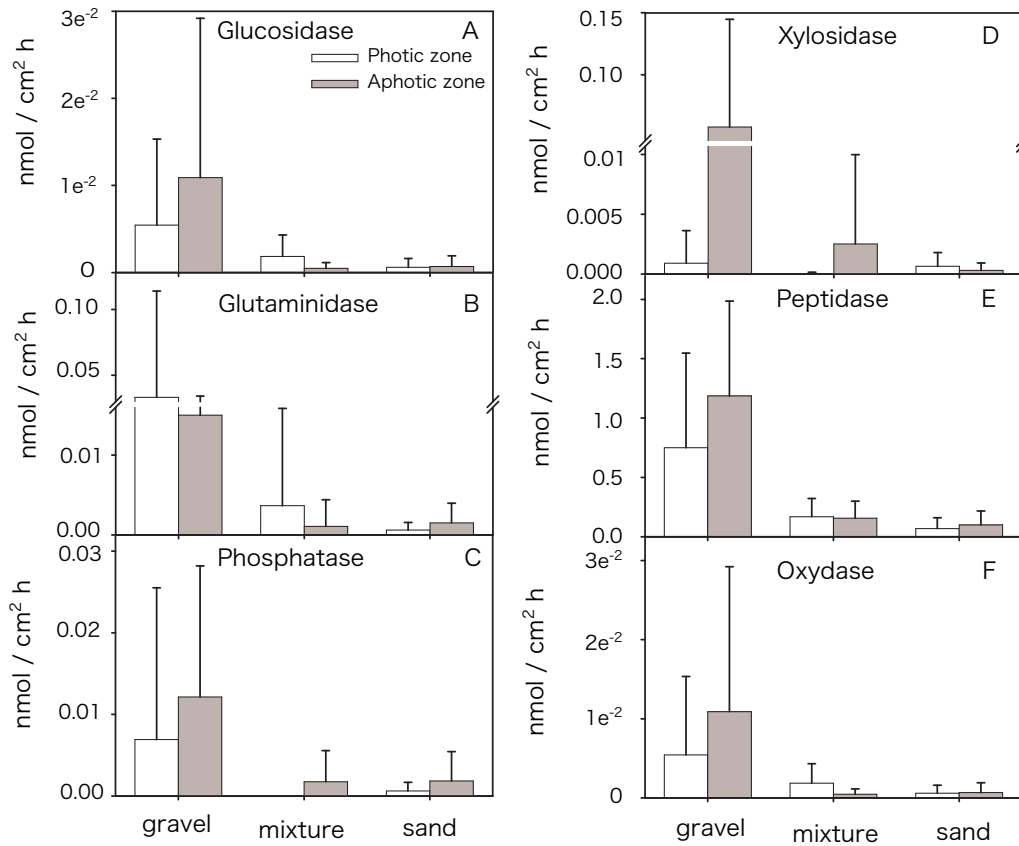 Glucosidase A
Photic zone
Aphotic zone
nmol / cm² h
3e⁻²
2e⁻²
1e⁻²
0
Glutaminidase B
nmol / cm² h
0.10
0.05
0.01
0.00
Phosphatase C
nmol / cm² h
0.03
0.02
0.01
0.00
gravel mixture sand
Xylosidase D
nmol / cm² h
0.15
0.10
0.01
0.005
0.000
Peptidase E
nmol / cm² h
2.0
1.5
1.0
0.5
0.0
Oxydase F
nmol / cm² h
3e⁻²
2e⁻²
1e⁻²
0
gravel mixture sand